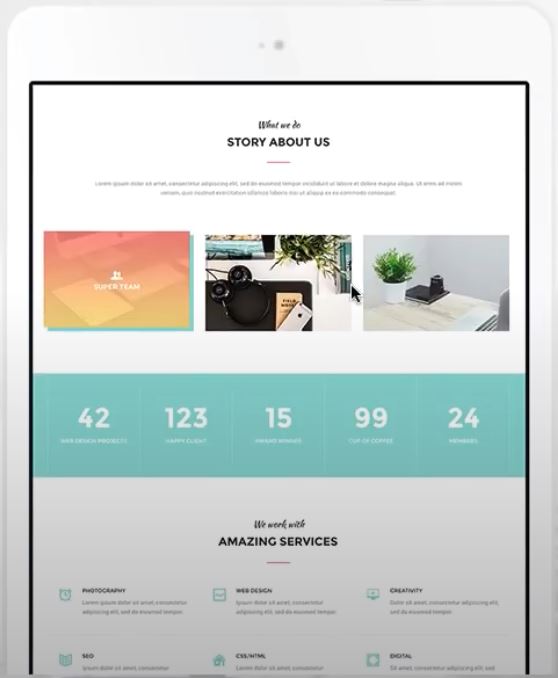 What we do
STORY ABOUT US
Lorem ipsum dolor sit amet, consectetur adipiscing elit, sed do eiusmod tempor incididunt ut labore et dolore magna aliqua. Ut enim ad minim
veniam, quis nostrud exercitation ullamco laboris nisi ut aliquip ex ea commodo consequat.
SUPER TEAM
FIELD
42
123
15
99
24
WEB DESIGN PROJECTS
HAPPY CLIENT
AWARD WINNER
CUP OF COFFEE
MEMBERS
We work with
AMAZING SERVICES
PHOTOGRAPHY
Lorem ipsum dolor sit amet, consectetur
adipiscing elit, sed do eiusmod tempor.
WEB DESIGN
Ipsum dolor sit amet, consectetur
adipiscing elit, sed do eiusmod tempor.
CREATIVITY
Dolor sit amet, consectetur adipiscing elit,
sed do eiusmod tempor.
SEO
Ipsum dolor sit amet, consectetur
CSS/HTML
Lorem ipsum dolor sit amet, consectetur
DIGITAL
Sit amet, consectetur adipiscing elit, sed